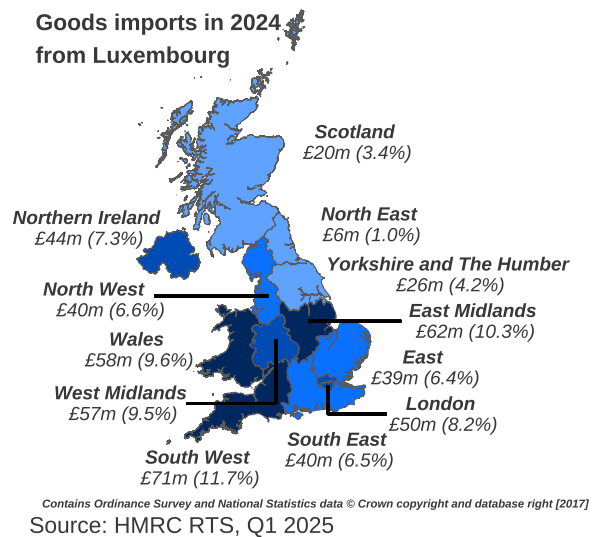 Goods imports in 2024
from Luxembourg
Scotland
£20m (3.4%)
Northern Ireland
£44m (7.3%)
North East
£6m (1.0%)
Yorkshire and The Humber
£26m (4.2%)
North West
£40m (6.6%)
East Midlands
£62m (10.3%)
Wales
£58m (9.6%)
East
£39m (6.4%)
West Midlands
£57m (9.5%)
London
£50m (8.2%)
South East
£40m (6.5%)
South West
£71m (11.7%)
Contains Ordinance Survey and National Statistics data © Crown copyright and database right [2017]
Source: HMRC RTS, Q1 2025